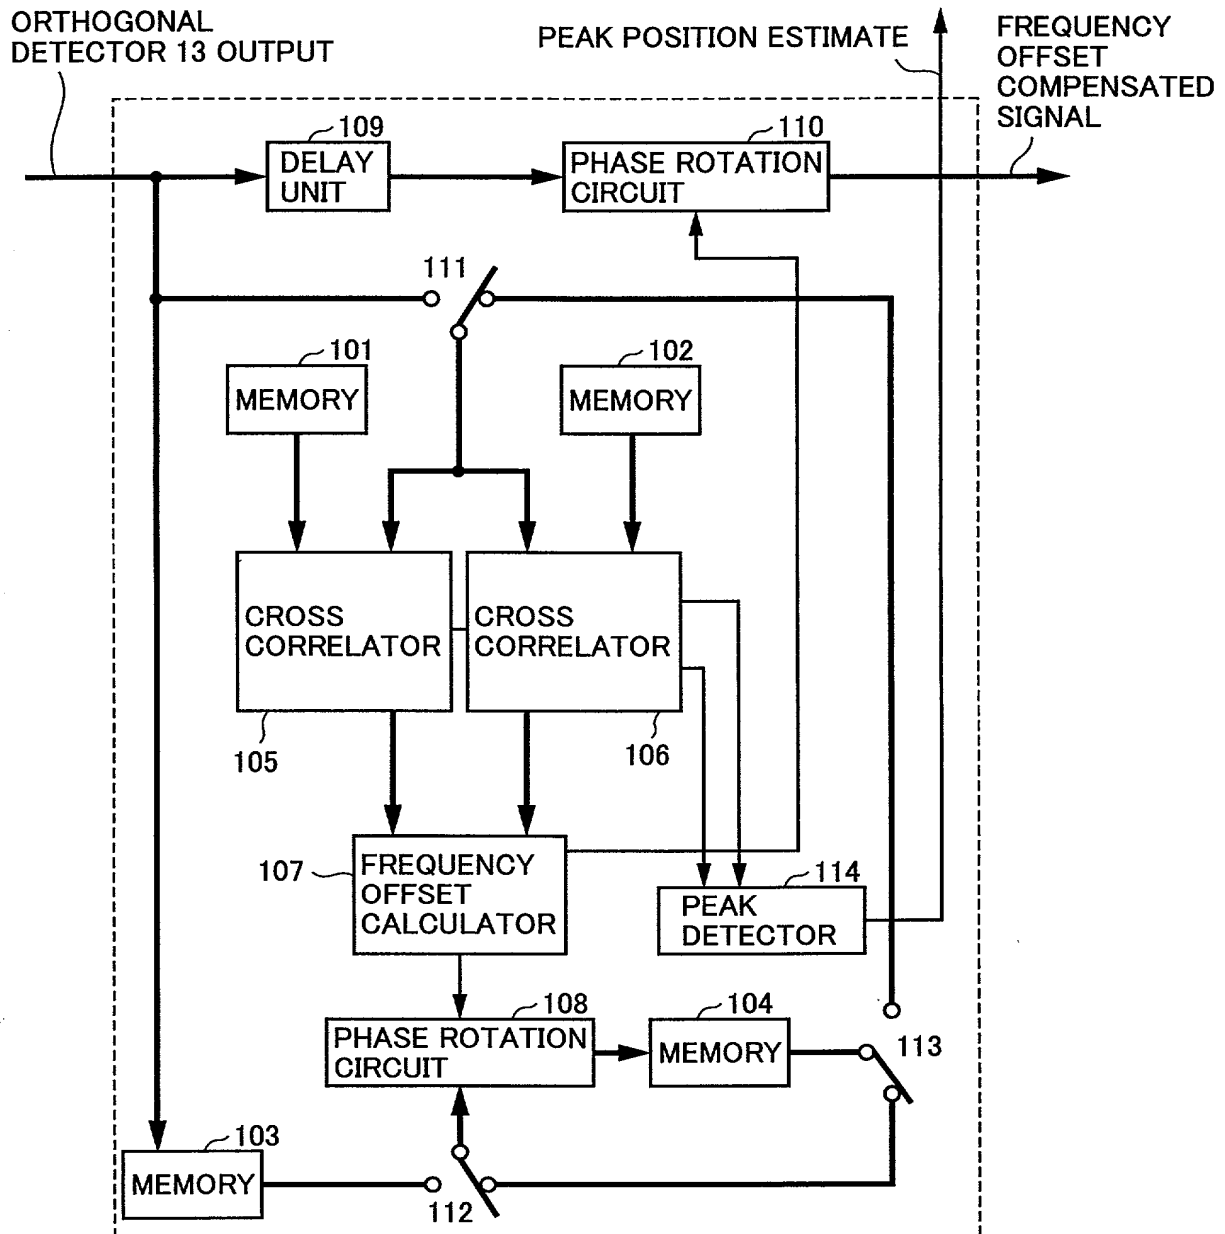 ORTHOGONAL
DETECTOR 13 OUTPUT
PEAK POSITION ESTIMATE
FREQUENCY
OFFSET
COMPENSATED
SIGNAL
109
DELAY
UNIT
110
PHASE ROTATION
CIRCUIT
111
101
MEMORY
102
MEMORY
CROSS
CORRELATOR
CROSS
CORRELATOR
105
106
107
FREQUENCY
OFFSET
CALCULATOR
114
PEAK
DETECTOR
108
PHASE ROTATION
CIRCUIT
104
MEMORY
113
103
MEMORY
112